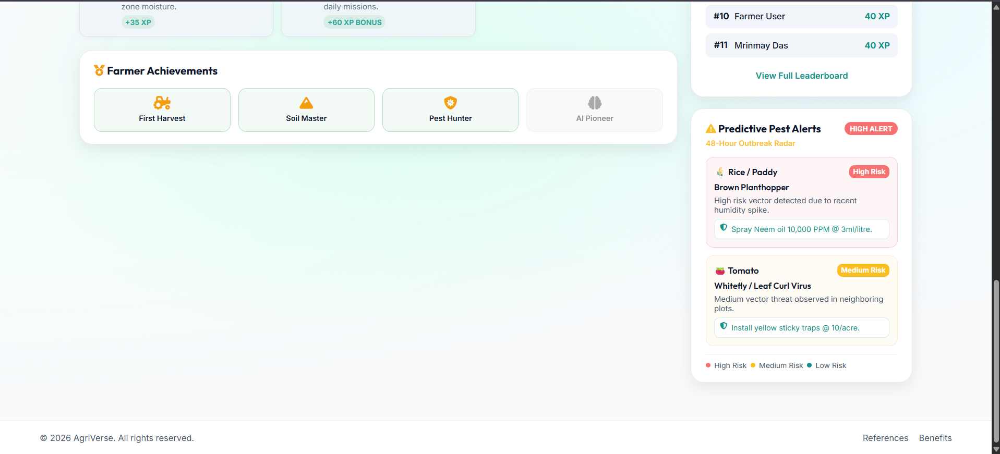 zone moisture.
+35 XP
daily missions.
+60 XP BONUS
Farmer Achievements
First Harvest
Soil Master
Pest Hunter
AI Pioneer
#10 Farmer User 40 XP
#11 Mrinmay Das 40 XP
View Full Leaderboard
Predictive Pest Alerts HIGH ALERT
48-Hour Outbreak Radar
Rice / Paddy High Risk
Brown Planthopper
High risk vector detected due to recent
humidity spike.
Spray Neem oil 10,000 PPM @ 3ml/litre.
Tomato Medium Risk
Whitefly / Leaf Curl Virus
Medium vector threat observed in neighboring
plots.
Install yellow sticky traps @ 10/acre.
High Risk Medium Risk Low Risk
© 2026 AgriVerse. All rights reserved.
References Benefits